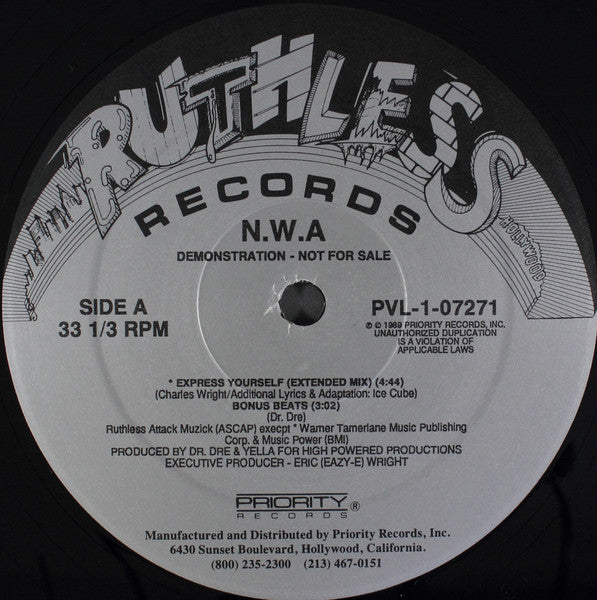 RUTHLESS
HOLLYWOOD
RECORDS
N.W.A
DEMONSTRATION - NOT FOR SALE
SIDE A
33 1/3 RPM
PVL-1-07271
℗ © 1989 PRIORITY RECORDS, INC.
UNAUTHORIZED DUPLICATION
IS A VIOLATION OF
APPLICABLE LAWS
* EXPRESS YOURSELF (EXTENDED MIX) (4:44)
(Charles Wright/Additional Lyrics & Adaptation: Ice Cube)
BONUS BEATS (3:02)
(Dr. Dre)
Ruthless Attack Muzick (ASCAP) execpt * Warner Tamerlane Music Publishing
Corp. & Music Power (BMI)
PRODUCED BY DR. DRE & YELLA FOR HIGH POWERED PRODUCTIONS
EXECUTIVE PRODUCER - ERIC (EAZY-E) WRIGHT
PRIORITY ®
RECORDS
Manufactured and Distributed by Priority Records, Inc.
6430 Sunset Boulevard, Hollywood, California.
(800) 235-2300 (213) 467-0151